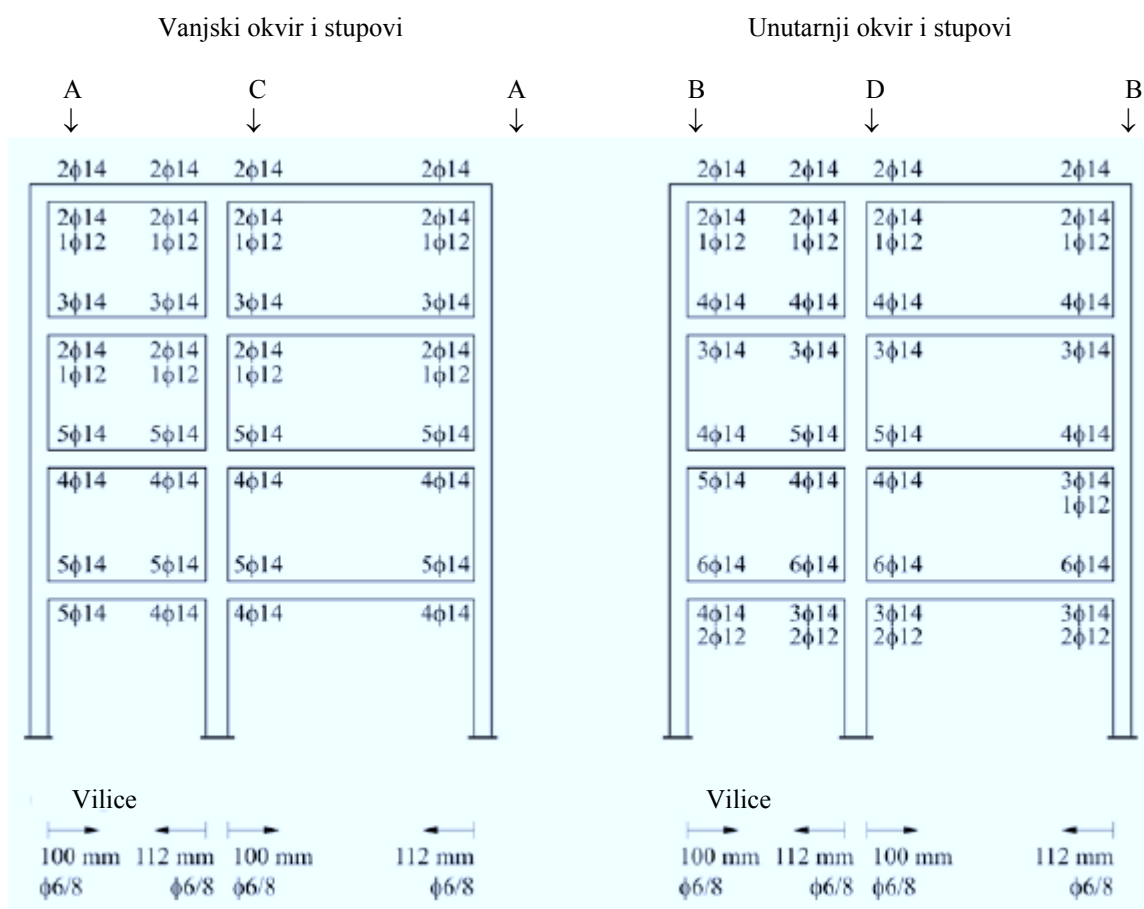 Vanjski okvir i stupovi Unutarnji okvir i stupovi
A C A B D B
↓ ↓ ↓ ↓ ↓ ↓
2ϕ14 2ϕ14 2ϕ14 2ϕ14 2ϕ14 2ϕ14 2ϕ14 2ϕ14
2ϕ14 2ϕ14 2ϕ14 2ϕ14 2ϕ14 2ϕ14 2ϕ14 2ϕ14
1ϕ12 1ϕ12 1ϕ12 1ϕ12 1ϕ12 1ϕ12 1ϕ12 1ϕ12
3ϕ14 3ϕ14 3ϕ14 3ϕ14 4ϕ14 4ϕ14 4ϕ14 4ϕ14
2ϕ14 2ϕ14 2ϕ14 2ϕ14 3ϕ14 3ϕ14 3ϕ14 3ϕ14
1ϕ12 1ϕ12 1ϕ12 1ϕ12
5ϕ14 5ϕ14 5ϕ14 5ϕ14 4ϕ14 5ϕ14 5ϕ14 4ϕ14
4ϕ14 4ϕ14 4ϕ14 4ϕ14 5ϕ14 4ϕ14 4ϕ14 3ϕ14
1ϕ12
5ϕ14 5ϕ14 5ϕ14 5ϕ14 6ϕ14 6ϕ14 6ϕ14 6ϕ14
5ϕ14 4ϕ14 4ϕ14 4ϕ14 4ϕ14 3ϕ14 3ϕ14 3ϕ14
2ϕ12 2ϕ12 2ϕ12 2ϕ12
Vilice Vilice
100 mm 112 mm 100 mm 112 mm 100 mm 112 mm 100 mm 112 mm
ϕ6/8 ϕ6/8 ϕ6/8 ϕ6/8 ϕ6/8 ϕ6/8 ϕ6/8 ϕ6/8